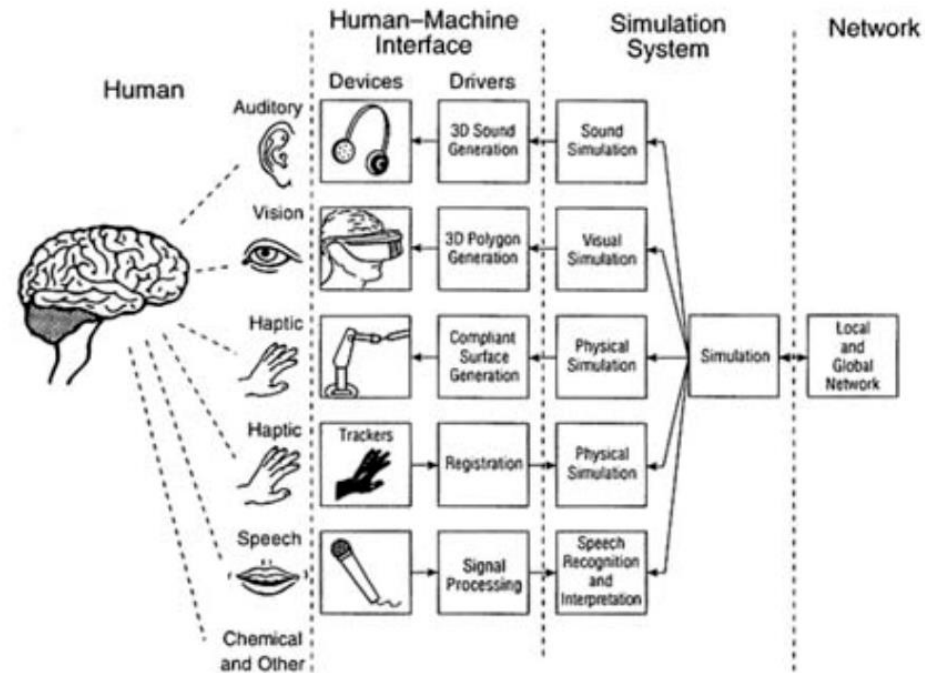 Human–Machine
Interface
Simulation
System
Network
Human
Devices
Drivers
Auditory
3D Sound
Generation
Sound
Simulation
Vision
3D Polygon
Generation
Visual
Simulation
Haptic
Compliant
Surface
Generation
Physical
Simulation
Simulation
Local
and
Global
Network
Haptic
Trackers
Registration
Physical
Simulation
Speech
Signal
Processing
Speech
Recognition
and
Interpretation
Chemical
and Other